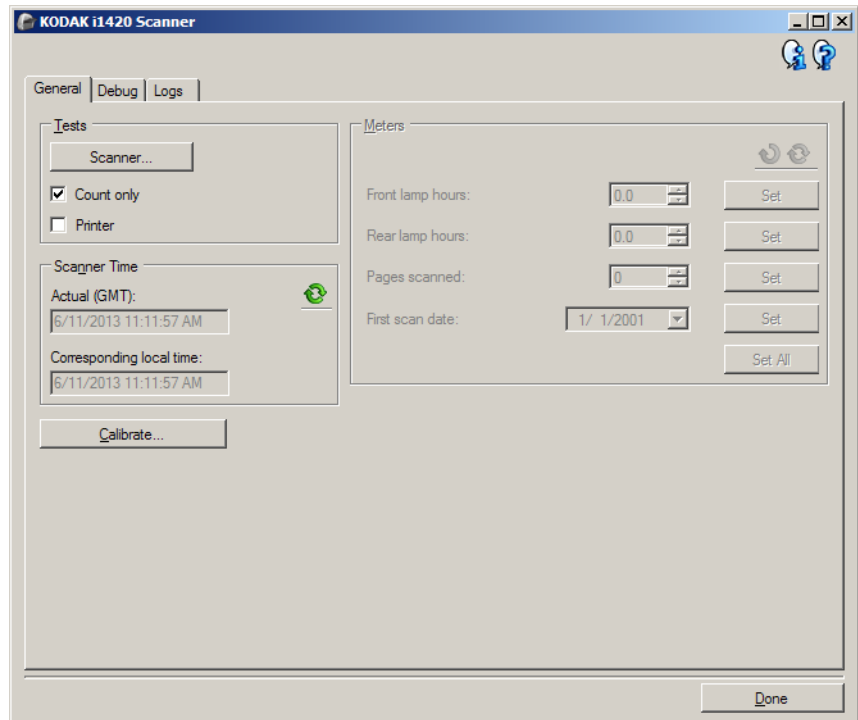 KODAK i1420 Scanner
General Debug Logs
Tests
Scanner...
Count only
Printer
Scanner Time
Actual (GMT):
6/11/2013 11:11:57 AM
Corresponding local time:
6/11/2013 11:11:57 AM
Calibrate...
Meters
Front lamp hours: 0.0 Set
Rear lamp hours: 0.0 Set
Pages scanned: 0 Set
First scan date: 1/ 1/2001 Set
Set All
Done